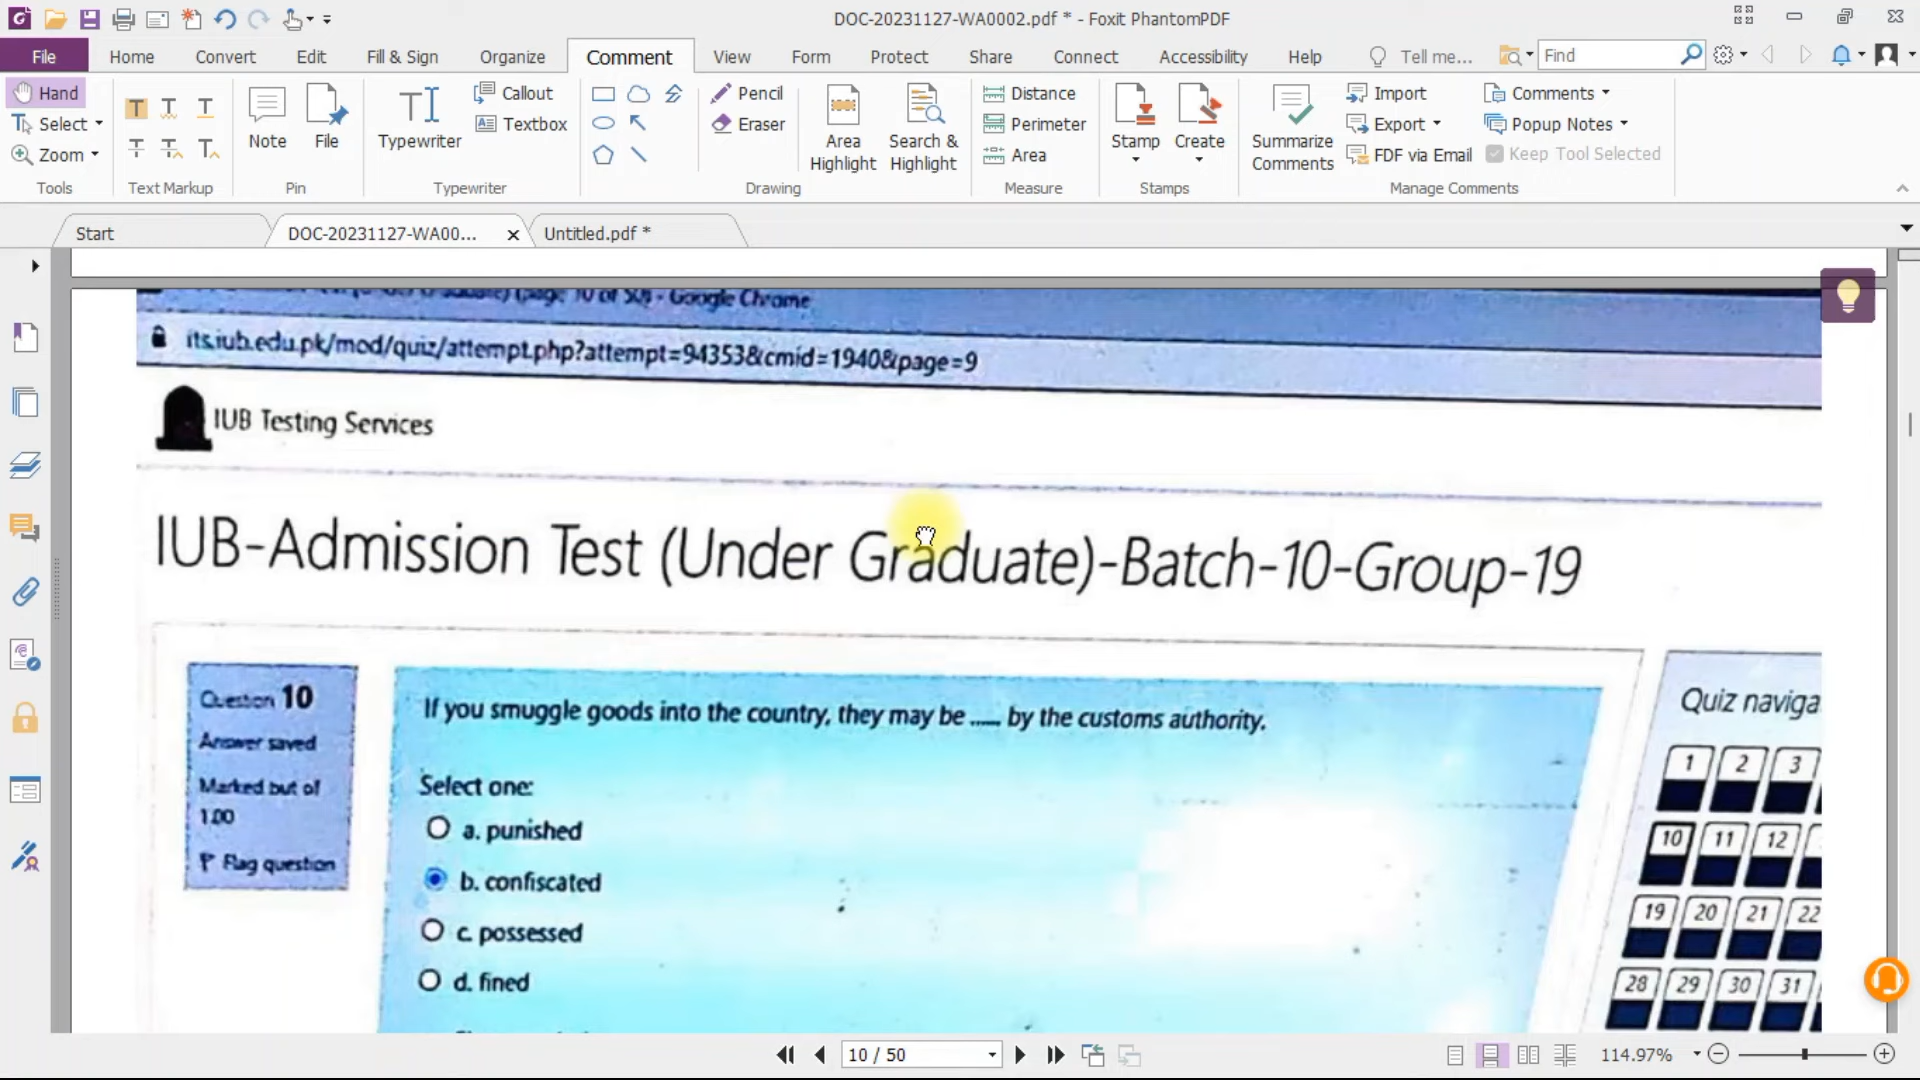 DOC-20231127-WA0002.pdf * - Foxit PhantomPDF
File Home Convert Edit Fill & Sign Organize Comment View Form Protect Share Connect Accessibility Help Tell me... Find
Hand
Select
Zoom
Tools
Text Markup
Note
File
Pin
Typewriter
Callout
Textbox
Typewriter
Pencil
Eraser
Area Highlight
Search & Highlight
Drawing
Distance
Perimeter
Area
Measure
Stamp
Create
Stamps
Summarize Comments
Import
Export
FDF via Email
Comments
Popup Notes
Keep Tool Selected
Manage Comments
Start DOC-20231127-WA00... Untitled.pdf *
(page 10 of 50) - Google Chrome
its.iub.edu.pk/mod/quiz/attempt.php?attempt=94353&cmid=1940&page=9
IUB Testing Services
IUB-Admission Test (Under Graduate)-Batch-10-Group-19
Question 10
Answer saved
Marked out of
1.00
Flag question
If you smuggle goods into the country, they may be ..... by the customs authority.
Select one:
a. punished
b. confiscated
c. possessed
d. fined
Quiz naviga
1 2 3
10 11 12
19 20 21 22
28 29 30 31
10 / 50
114.97%